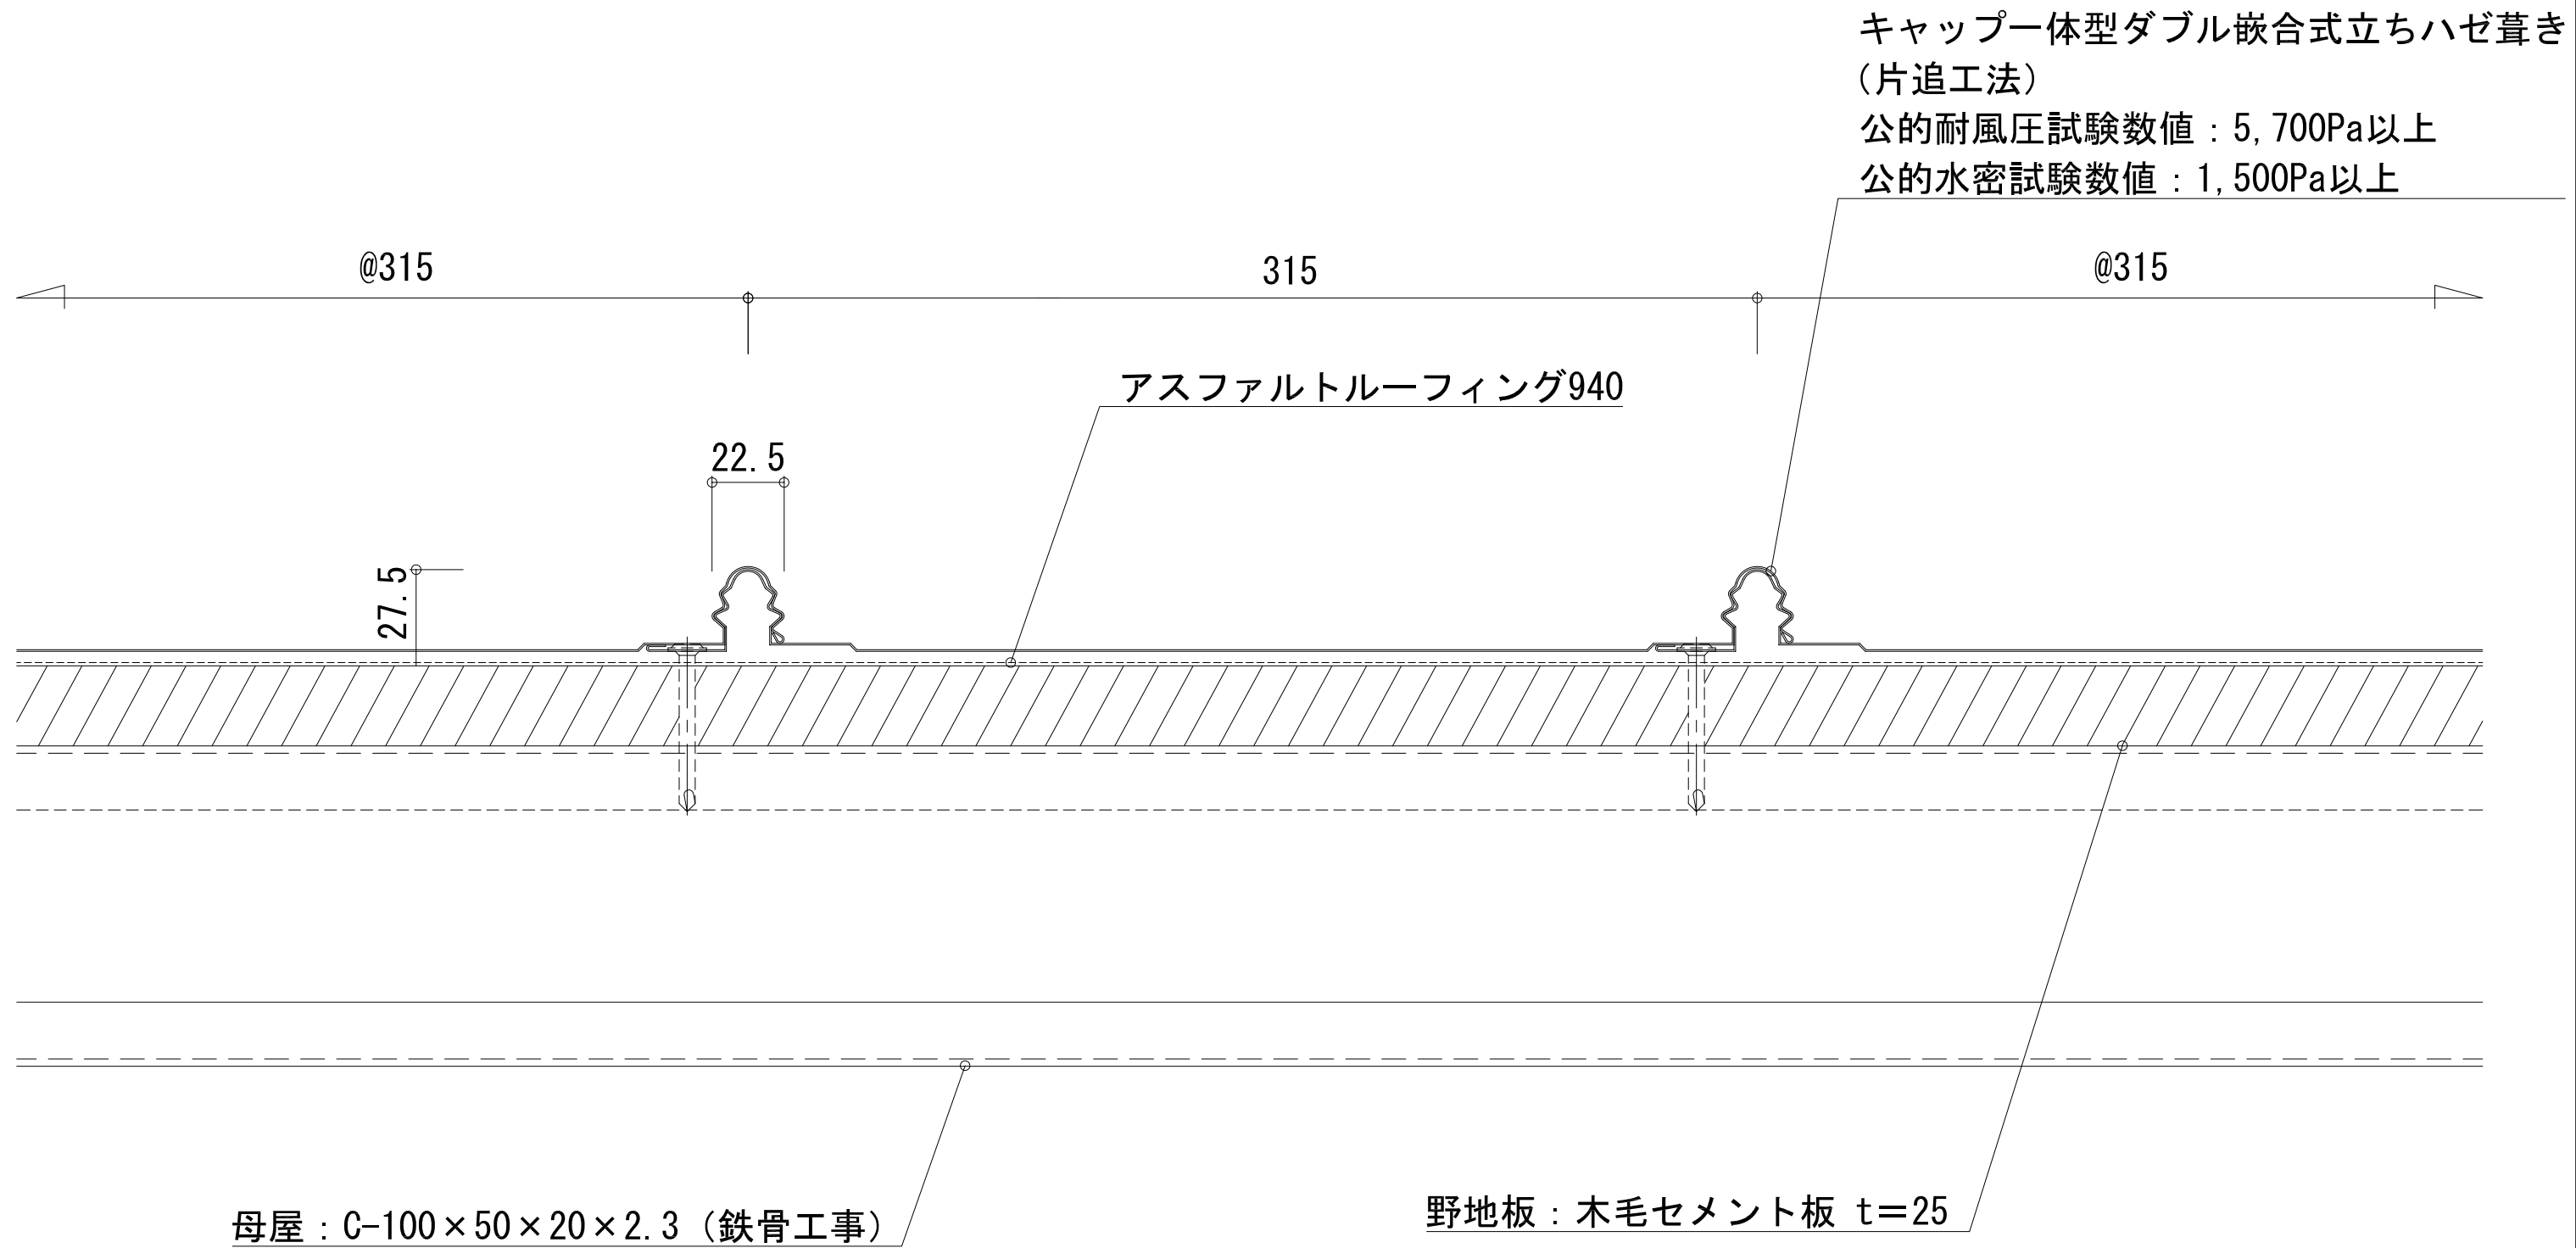 キャップ一体型ダブル嵌合式立ちハゼ葺き
(片追工法)
公的耐風圧試験数値：5,700Pa以上
公的水密試験数値：1,500Pa以上
@315
315
@315
アスファルトルーフィング940
22.5
27.5
母屋：C-100×50×20×2.3（鉄骨工事）
野地板：木毛セメント板 t＝25